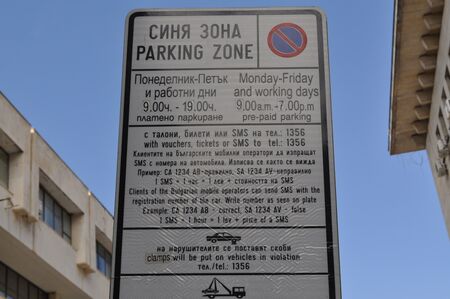 СИНЯ ЗОНА
PARKING ZONE
Понеделник-Петък Monday-Friday
и работни дни and working days
9.00ч. - 19.00ч. 9.00a.m.-7.00p.m
платено паркиране pre-paid parking
с талони, билети или SMS на тел.: 1356
with vouchers, tickets or SMS to tel.: 1356
Клиентите на българските мобилни оператори да изпращат
SMS с номера на автомобила. Изписва се както се вижда
Пример: CA 1234 AB-правилно, SA 1234 AV-неправилно
1 SMS = 1 час = 1 лев + стойността на SMS
Clients of the Bulgarian mobile operators can send SMS with the
registration number of the car. Write number as seen on plate
Example: CA 1234 AB - correct, SA 1234 AV - false
1 SMS = 1 hour = 1 lev + price of a SMS
на нарушителите се поставят скоби
clamps will be put on vehicles in violation
тел./tel.: 1356